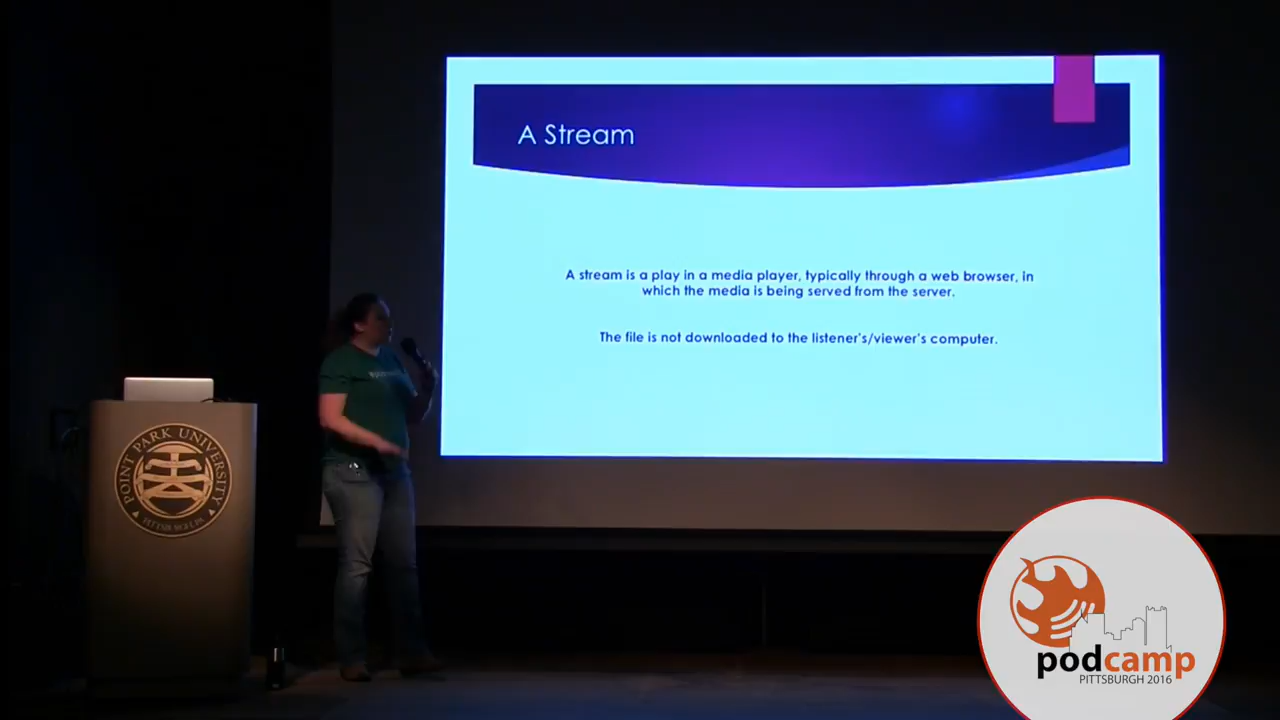 A Stream
A stream is a play in a media player, typically through a web browser, in
which the media is being served from the server.
The file is not downloaded to the listener's/viewer's computer.
POINT PARK UNIVERSITY
podcamp
PITTSBURGH 2016